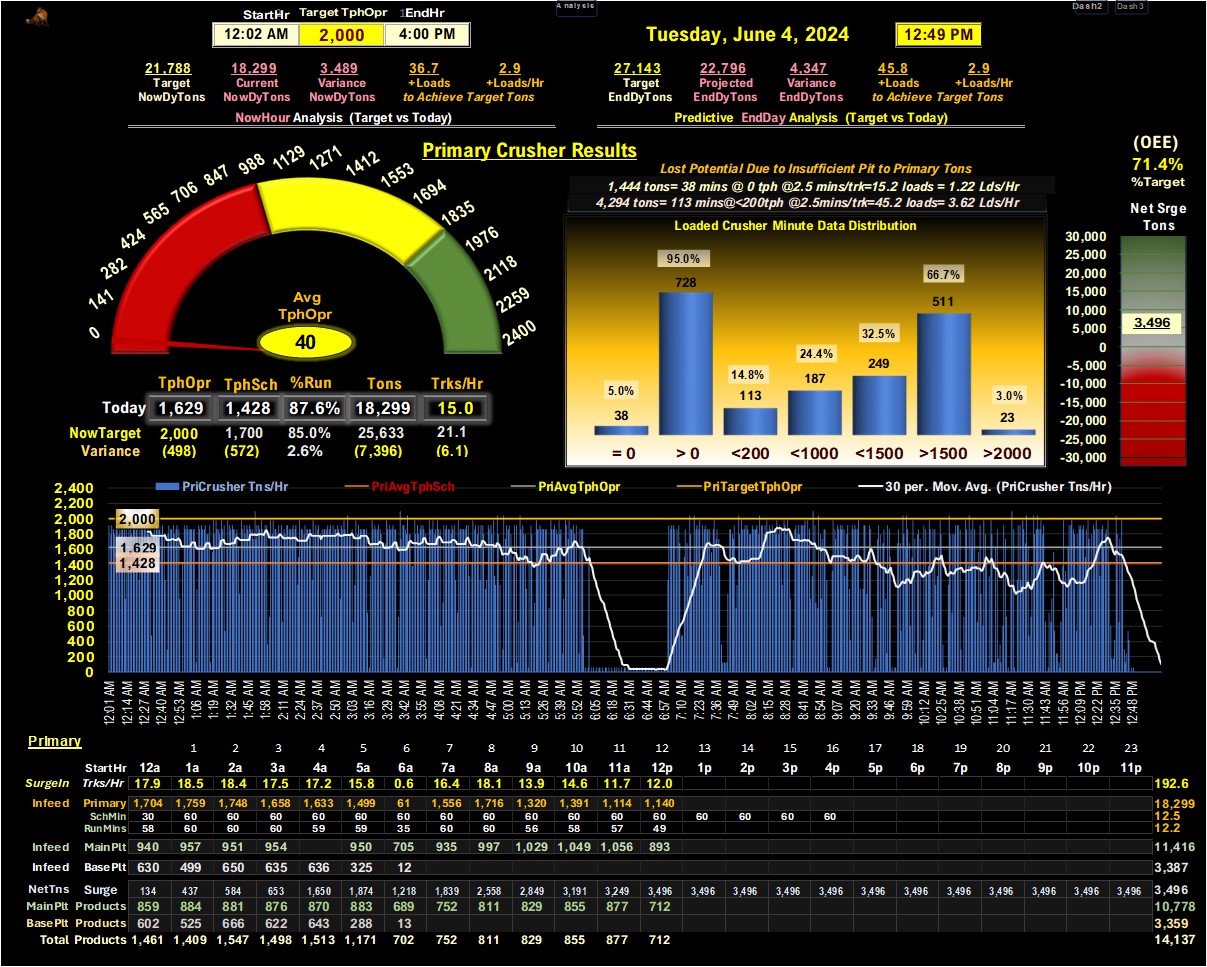 Analysis
Dash2 Dash3
StartHr Target TphOpr 1EndHr
12:02 AM 2,000 4:00 PM
Tuesday, June 4, 2024 12:49 PM
21,788 18,299 3,489 36.7 2.9
Target Current Variance +Loads +Loads/Hr
NowDyTons NowDyTons NowDyTons to Achieve Target Tons
NowHour Analysis (Target vs Today)
27,143 22,796 4,347 45.8 2.9
Target Projected Variance +Loads +Loads/Hr
EndDyTons EndDyTons EndDyTons to Achieve Target Tons
Predictive EndDay Analysis (Target vs Today)
Primary Crusher Results
0 141 282 424 565 706 847 988 1129 1271 1412 1553 1694 1835 1976 2118 2259 2400
Avg
TphOpr
40
TphOpr TphSch %Run Tons Trks/Hr
Today 1,629 1,428 87.6% 18,299 15.0
NowTarget 2,000 1,700 85.0% 25,633 21.1
Variance (498) (572) 2.6% (7,396) (6.1)
Lost Potential Due to Insufficient Pit to Primary Tons
1,444 tons= 38 mins @ 0 tph @2.5 mins/trk=15.2 loads = 1.22 Lds/Hr
4,294 tons= 113 mins@<200tph @2.5mins/trk=45.2 loads= 3.62 Lds/Hr
Loaded Crusher Minute Data Distribution
5.0% 95.0% 14.8% 24.4% 32.5% 66.7% 3.0%
38 728 113 187 249 511 23
= 0 > 0 <200 <1000 <1500 >1500 >2000
(OEE)
71.4%
%Target
Net Srge
Tons
30,000
25,000
20,000
15,000
10,000
5,000
0
-5,000
-10,000
-15,000
-20,000
-25,000
-30,000
3,496
PriCrusher Tns/Hr PriAvgTphSch PriAvgTphOpr PriTargetTphOpr 30 per. Mov. Avg. (PriCrusher Tns/Hr)
2,400
2,200
2,000
1,800
1,600
1,400
1,200
1,000
800
600
400
200
0
2,000
1,629
1,428
12:01 AM 12:14 AM 12:27 AM 12:40 AM 12:53 AM 1:06 AM 1:19 AM 1:32 AM 1:45 AM 1:58 AM 2:11 AM 2:24 AM 2:37 AM 2:50 AM 3:03 AM 3:16 AM 3:29 AM 3:42 AM 3:55 AM 4:08 AM 4:21 AM 4:34 AM 4:47 AM 5:00 AM 5:13 AM 5:26 AM 5:39 AM 5:52 AM 6:05 AM 6:18 AM 6:31 AM 6:44 AM 6:57 AM 7:10 AM 7:23 AM 7:36 AM 7:49 AM 8:02 AM 8:15 AM 8:28 AM 8:41 AM 8:54 AM 9:07 AM 9:20 AM 9:33 AM 9:46 AM 9:59 AM 10:12 AM 10:25 AM 10:38 AM 10:51 AM 11:04 AM 11:17 AM 11:30 AM 11:43 AM 11:56 AM 12:09 PM 12:22 PM 12:35 PM 12:48 PM
Primary
1 2 3 4 5 6 7 8 9 10 11 12 13 14 15 16 17 18 19 20 21 22 23
StartHr 12a 1a 2a 3a 4a 5a 6a 7a 8a 9a 10a 11a 12p 1p 2p 3p 4p 5p 6p 7p 8p 9p 10p 11p
SurgeIn Trks/Hr 17.9 18.5 18.4 17.5 17.2 15.8 0.6 16.4 18.1 13.9 14.6 11.7 12.0 192.6
Infeed Primary 1,704 1,759 1,748 1,658 1,633 1,499 61 1,556 1,716 1,320 1,391 1,114 1,140 18,299
SchMin 30 60 60 60 60 60 60 60 60 60 60 60 60 60 60 60 60 12.5
RunMins 58 60 60 60 59 59 35 60 60 56 58 57 49 12.2
Infeed MainPlt 940 957 951 954 950 705 935 997 1,029 1,049 1,056 893 11,416
Infeed BasePlt 630 499 650 635 636 325 12 3,387
NetTns Surge 134 437 584 653 1,650 1,874 1,218 1,839 2,558 2,849 3,191 3,249 3,496 3,496 3,496 3,496 3,496 3,496 3,496 3,496 3,496 3,496 3,496 3,496 3,496
MainPlt Products 859 884 881 876 870 883 689 752 811 829 855 877 712 10,778
BasePlt Products 602 525 666 622 643 288 13 3,359
Total Products 1,461 1,409 1,547 1,498 1,513 1,171 702 752 811 829 855 877 712 14,137